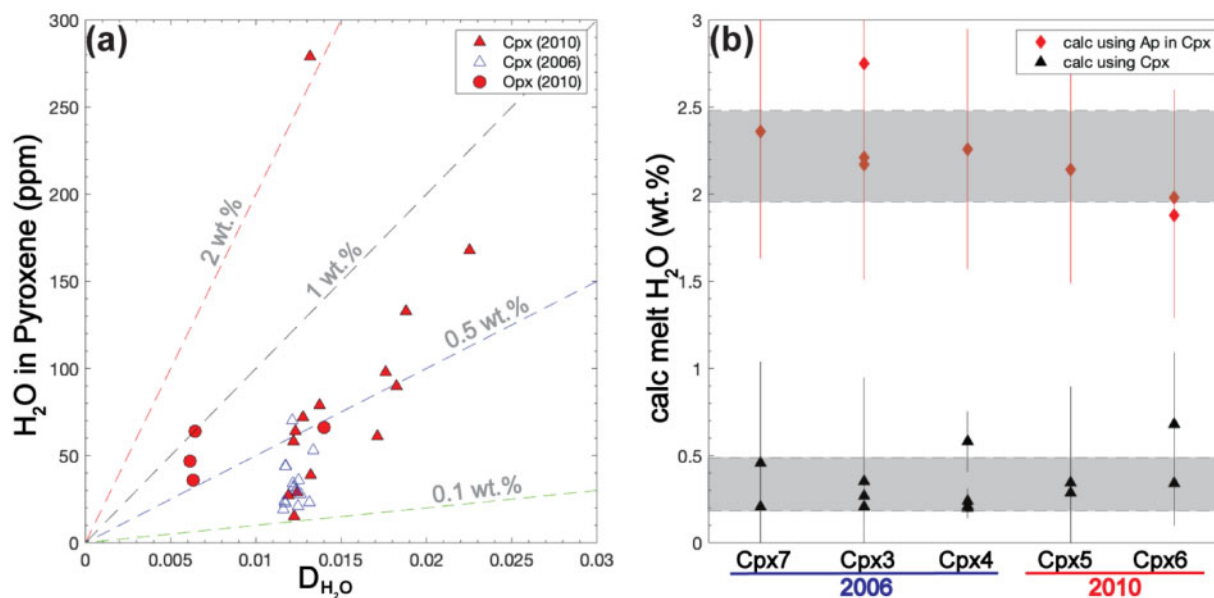 (a)
H₂O in Pyroxene (ppm)
300
250
200
150
100
50
0
Cpx (2010)
Cpx (2006)
Opx (2010)
2 wt.%
1 wt.%
0.5 wt.%
0.1 wt.%
0 0.005 0.01 0.015 0.02 0.025 0.03
D_H₂O
(b)
calc melt H₂O (wt.%)
3
2.5
2
1.5
1
0.5
0
calc using Ap in Cpx
calc using Cpx
Cpx7 Cpx3 Cpx4 Cpx5 Cpx6
2006 2010